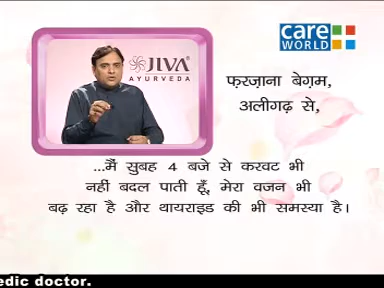 care
WORLD
JIVA
AYURVEDA
फ़रज़ाना बेग़म,
अलीगढ़ से,
...मैं सुबह 4 बजे से करवट भी
नहीं बदल पाती हूँ, मेरा वजन भी
बढ़ रहा है और थायराइड की भी समस्या है।
edic doctor.